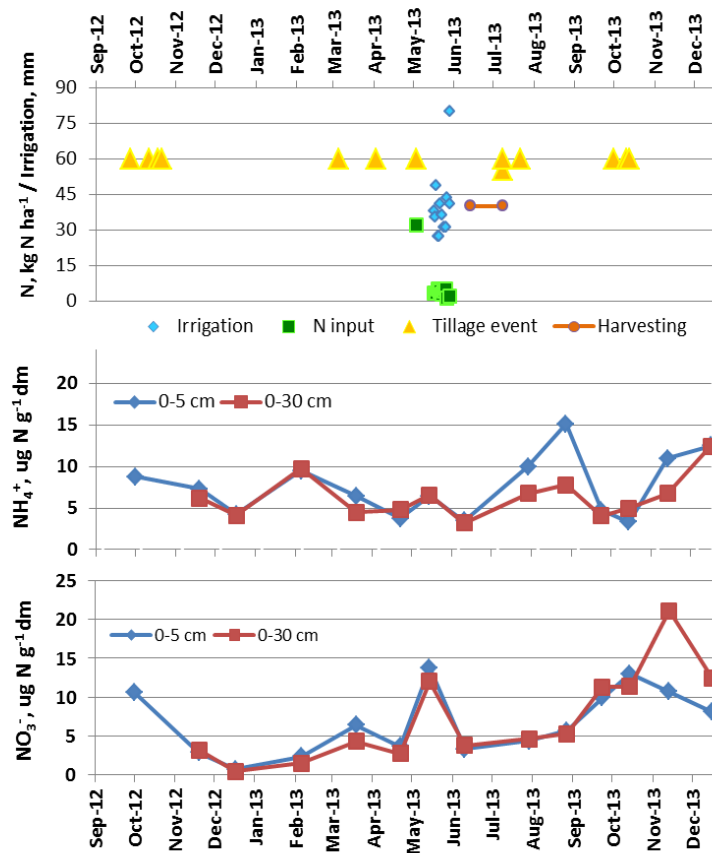 Sep-12 Oct-12 Nov-12 Dec-12 Jan-13 Feb-13 Mar-13 Apr-13 May-13 Jun-13 Jul-13 Aug-13 Sep-13 Oct-13 Nov-13 Dec-13
N, kg N ha⁻¹ / Irrigation, mm
90
75
60
45
30
15
0
Irrigation N input Tillage event Harvesting
NH₄⁺, ug N g⁻¹ dm
20
15
10
5
0
0-5 cm 0-30 cm
NO₃⁻, ug N g⁻¹ dm
25
20
15
10
5
0
0-5 cm 0-30 cm
Sep-12 Oct-12 Nov-12 Dec-12 Jan-13 Feb-13 Mar-13 Apr-13 May-13 Jun-13 Jul-13 Aug-13 Sep-13 Oct-13 Nov-13 Dec-13